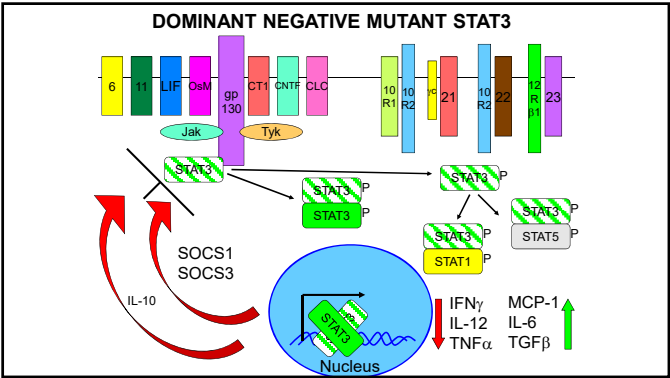 DOMINANT NEGATIVE MUTANT STAT3
6
11
LIF
OsM
gp
130
CT1
CNTF
CLC
10
R1
10
R2
γc
21
10
R2
22
12
R
β1
23
Jak
Tyk
STAT3
STAT3
P
STAT3
P
STAT3
P
STAT3
P
STAT5
P
STAT3
P
STAT1
SOCS1
SOCS3
IL-10
STAT3
Nucleus
IFNγ
IL-12
TNFα
MCP-1
IL-6
TGFβ